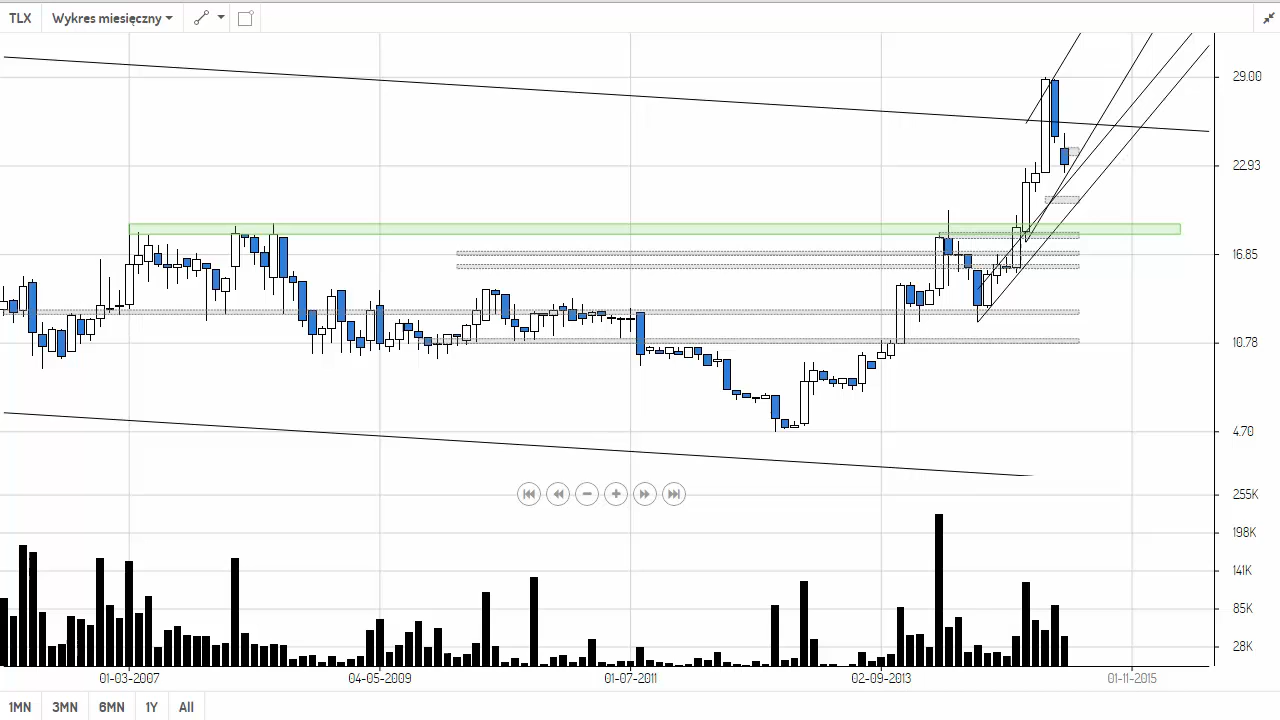 TLX Wykres miesięczny
29.00
22.93
16.85
10.78
4.70
255K
198K
141K
85K
28K
01-03-2007 04-05-2009 01-07-2011 02-09-2013 01-11-2015
1MN 3MN 6MN 1Y All